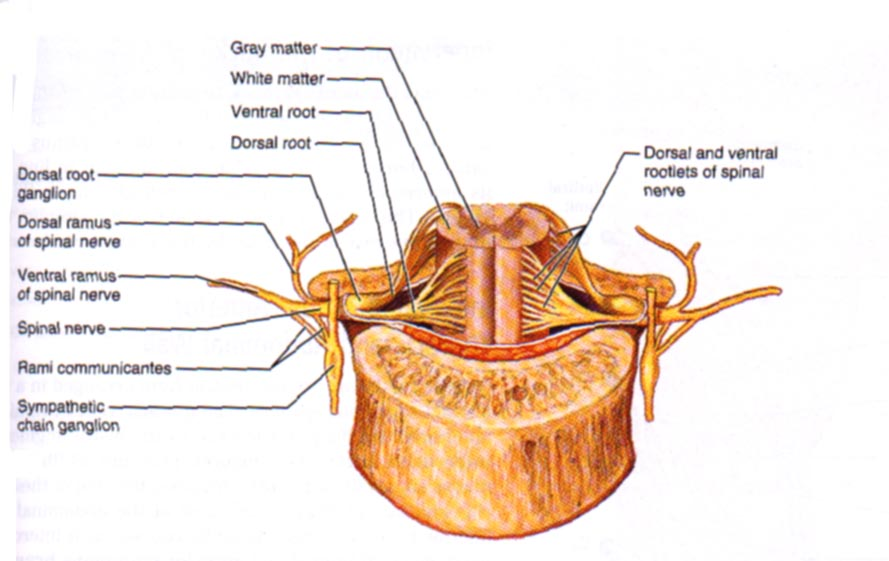 Gray matter
White matter
Ventral root
Dorsal root
Dorsal root
ganglion
Dorsal ramus
of spinal nerve
Ventral ramus
of spinal nerve
Spinal nerve
Rami communicantes
Sympathetic
chain ganglion
Dorsal and ventral
rootlets of spinal
nerve